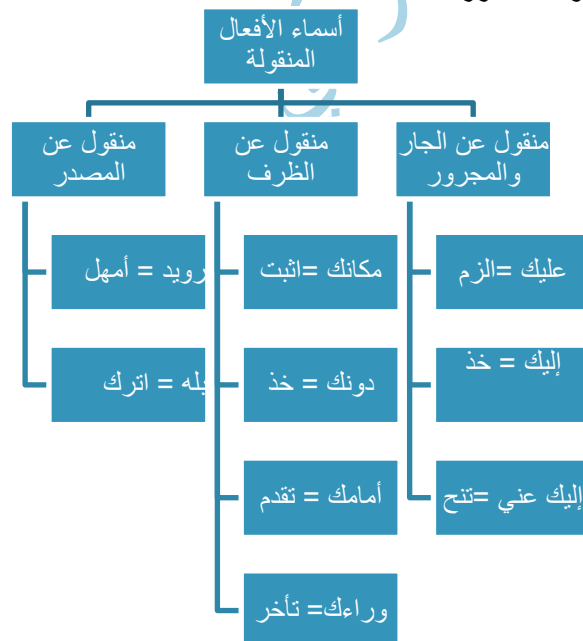 أسماء الأفعال
المنقولة
منقول عن الجار
والمجرور
منقول عن
الظرف
منقول عن
المصدر
عليك =الزم
إليك = خذ
إليك عني =تنح
مكانك =اثبت
دونك = خذ
أمامك = تقدم
وراءك= تأخر
رويد = أمهل
بله = اترك